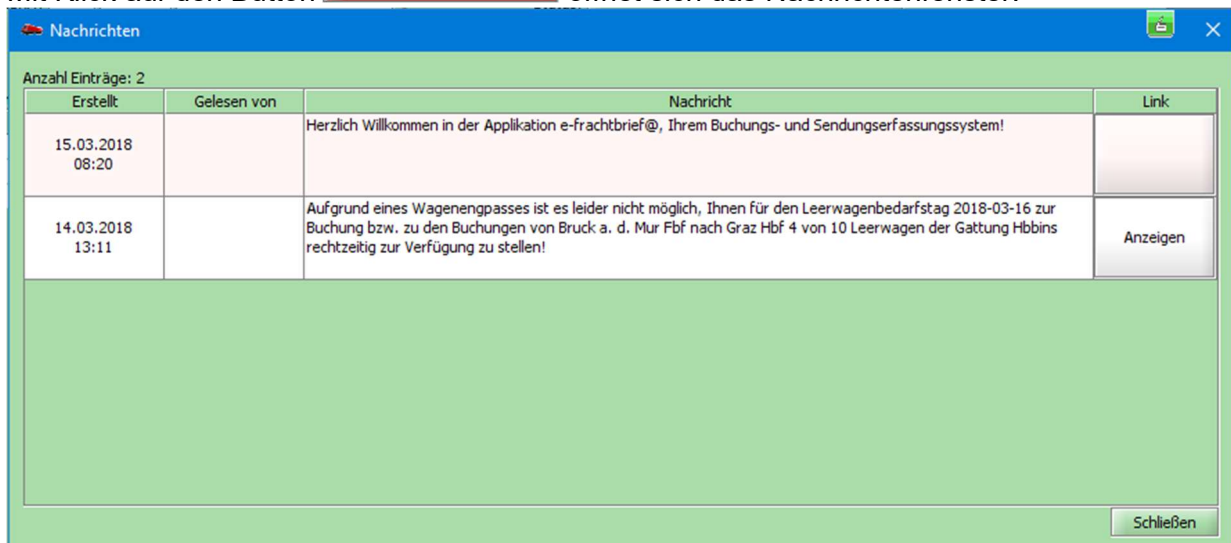 Nachrichten
Anzahl Einträge: 2
Erstellt Gelesen von Nachricht Link
15.03.2018
08:20
Herzlich Willkommen in der Applikation e-frachtbrief@, Ihrem Buchungs- und Sendungserfassungssystem!
14.03.2018
13:11
Aufgrund eines Wagenengpasses ist es leider nicht möglich, Ihnen für den Leerwagenbedarfstag 2018-03-16 zur
Buchung bzw. zu den Buchungen von Bruck a. d. Mur Fbf nach Graz Hbf 4 von 10 Leerwagen der Gattung Hbbins
rechtzeitig zur Verfügung zu stellen!
Anzeigen
Schließen